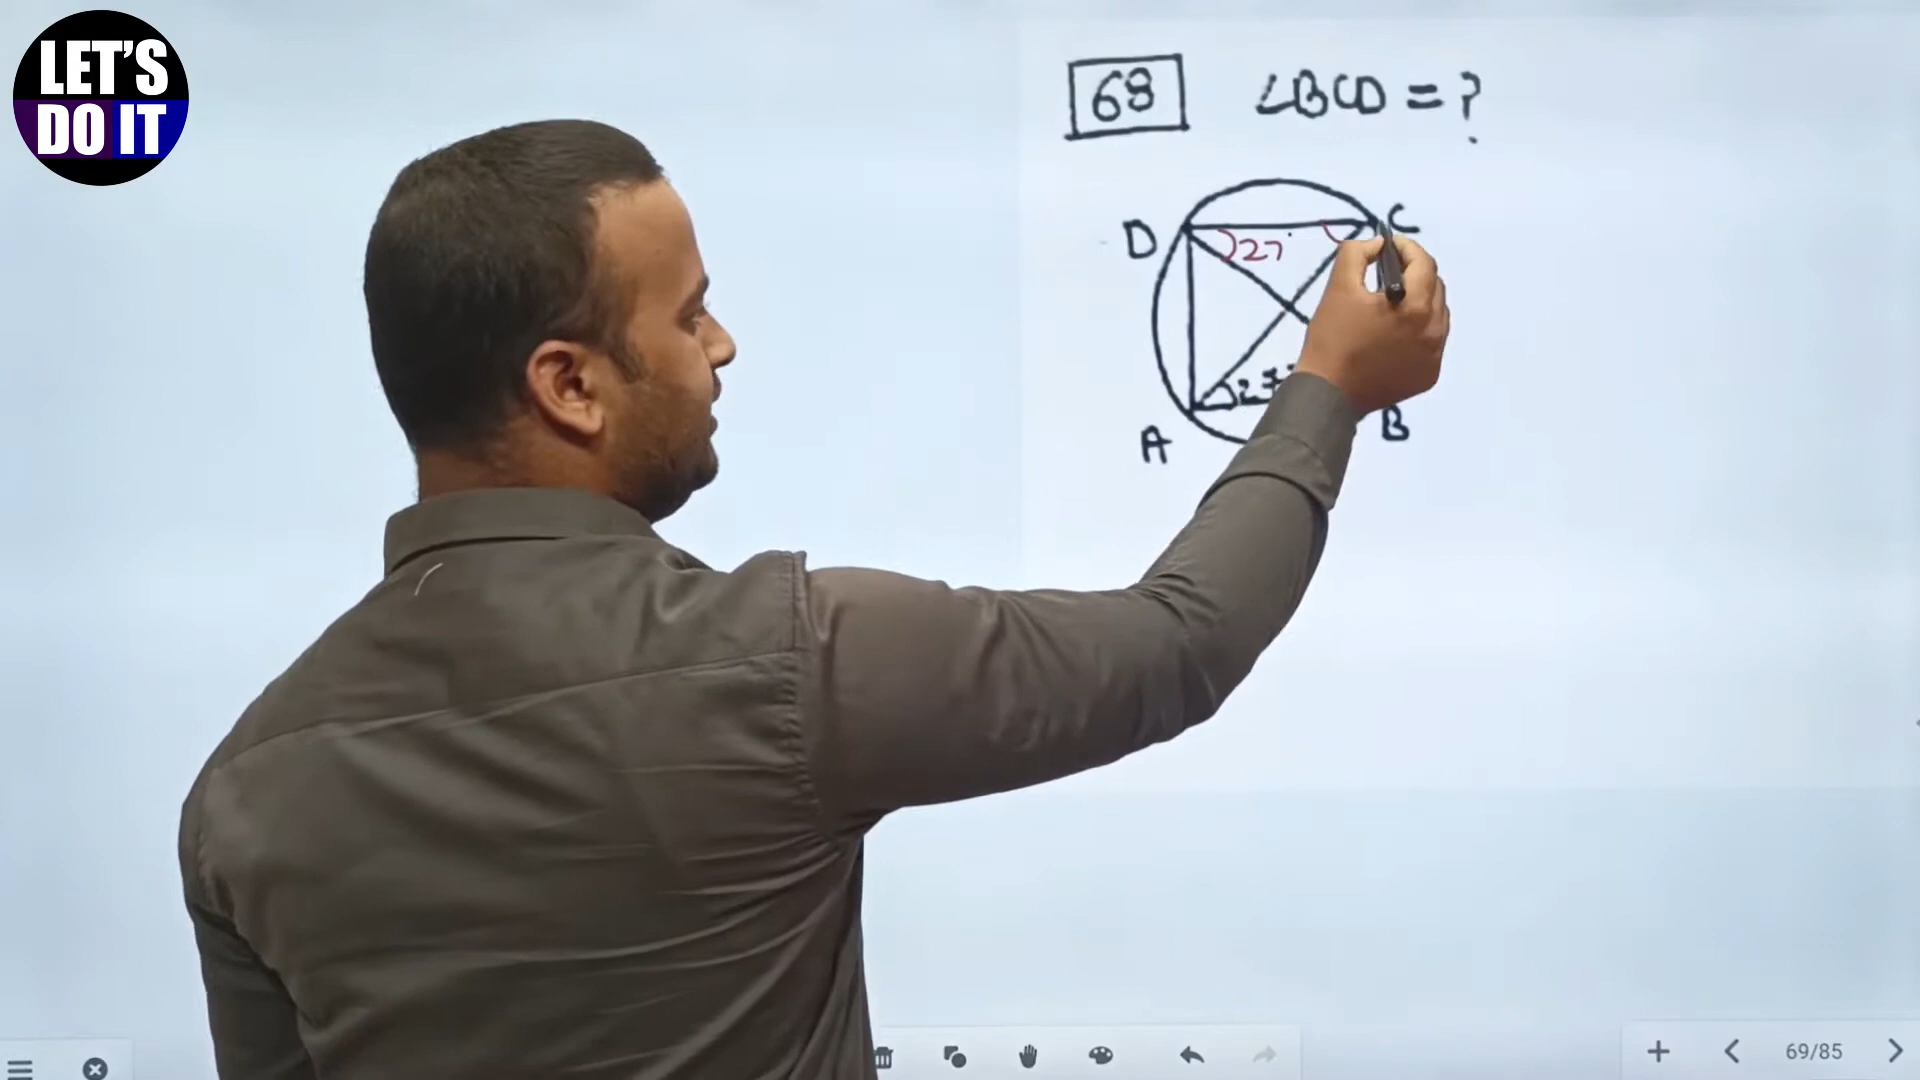 LET'S
DO IT
68 ∠BCD = ?
D C
27°
A B
69/85